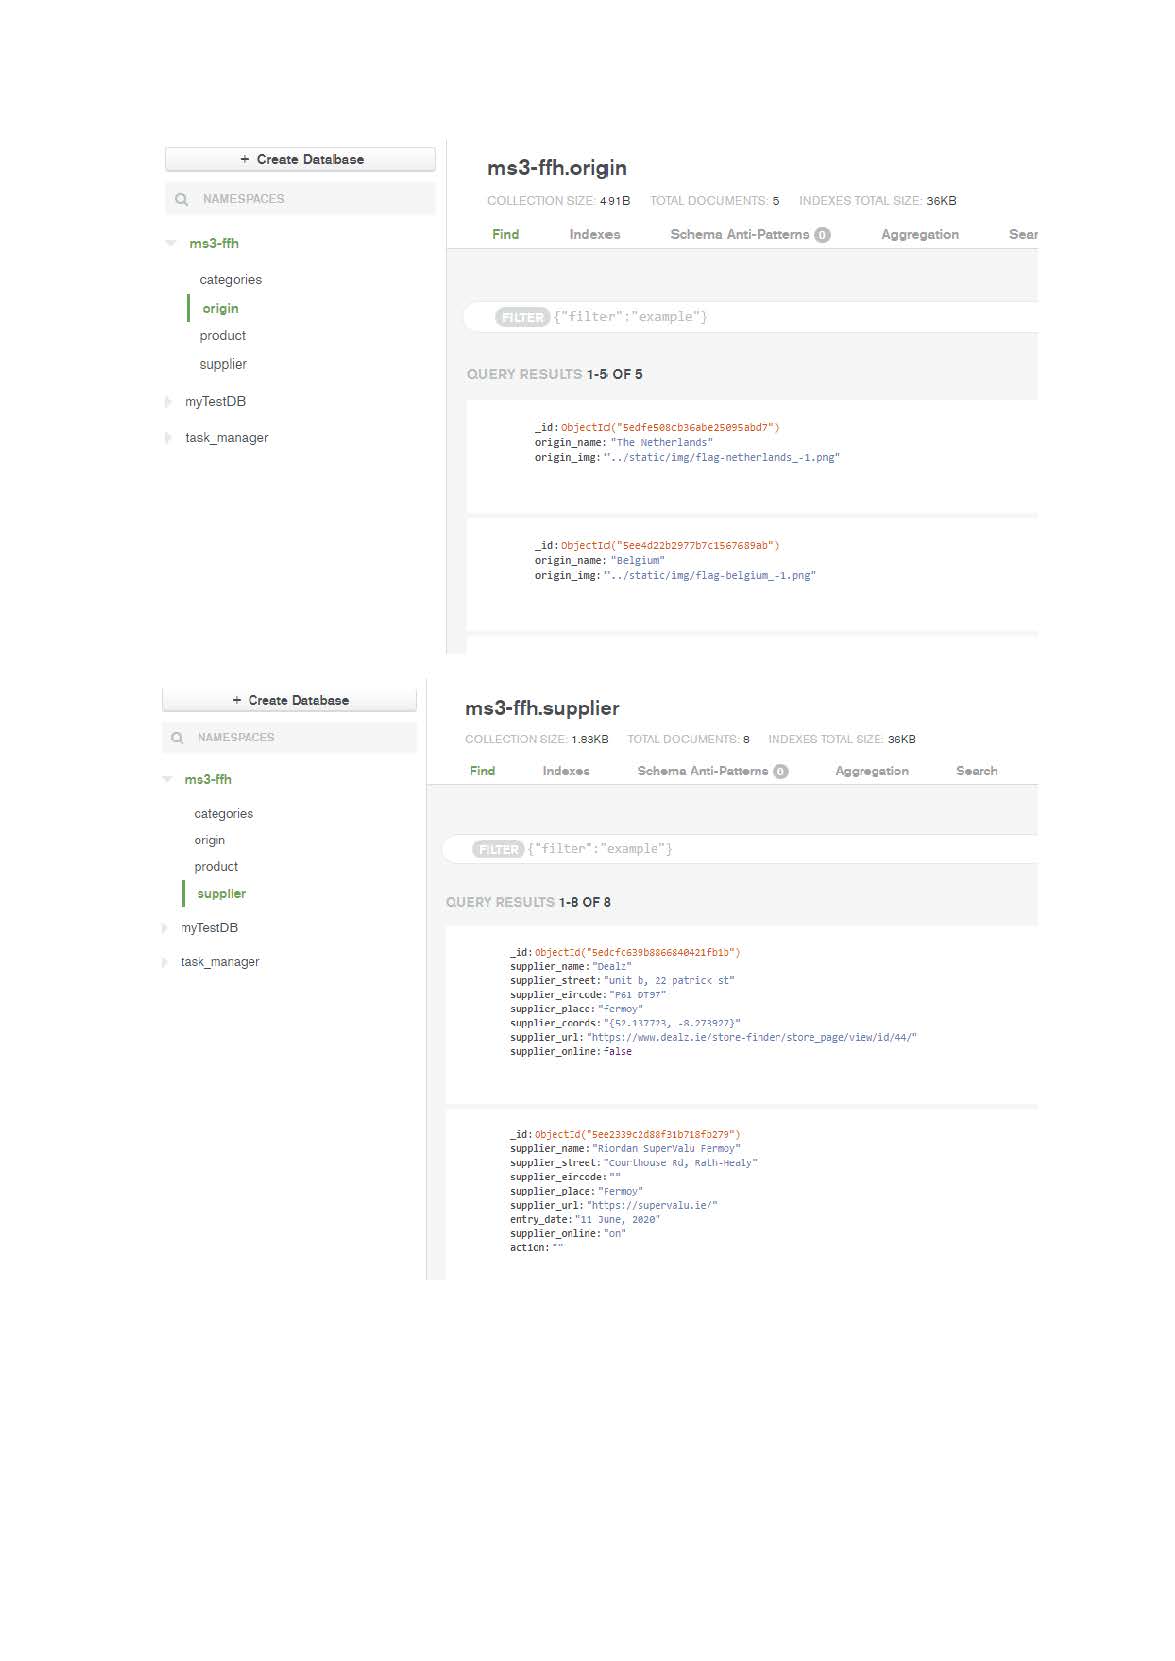 + Create Database
NAMESPACES
ms3-ffh
categories
origin
product
supplier
myTestDB
task_manager
ms3-ffh.origin
COLLECTION SIZE: 491B TOTAL DOCUMENTS: 5 INDEXES TOTAL SIZE: 36KB
Find Indexes Schema Anti-Patterns 0 Aggregation Sear
FILTER {"filter":"example"}
QUERY RESULTS 1-5 OF 5
_id: ObjectId("5edfe508cb36abe25095abd7")
origin_name: "The Netherlands"
origin_img: "../static/img/flag-netherlands_-1.png"
_id: ObjectId("5ee4d22b2977b7c1567689ab")
origin_name: "Belgium"
origin_img: "../static/img/flag-belgium_-1.png"
+ Create Database
NAMESPACES
ms3-ffh
categories
origin
product
supplier
myTestDB
task_manager
ms3-ffh.supplier
COLLECTION SIZE: 1.83KB TOTAL DOCUMENTS: 8 INDEXES TOTAL SIZE: 36KB
Find Indexes Schema Anti-Patterns 0 Aggregation Search
FILTER {"filter":"example"}
QUERY RESULTS 1-8 OF 8
_id: ObjectId("5edcfc639b8866840421fb1b")
supplier_name: "Dealz"
supplier_street: "unit b, 22 patrick st"
supplier_eircode: "P61 DT97"
supplier_place: "fermoy"
supplier_coords: "{52.137723, -8.273927}"
supplier_url: "https://www.dealz.ie/store-finder/store_page/view/id/44/"
supplier_online: false
_id: ObjectId("5ee2339c2d88f31b718fb279")
supplier_name: "Riordan SuperValu Fermoy"
supplier_street: "Courthouse Rd, Rath-Healy"
supplier_eircode: ""
supplier_place: "Fermoy"
supplier_url: "https://supervalu.ie/"
entry_date: "11 June, 2020"
supplier_online: "on"
action: ""